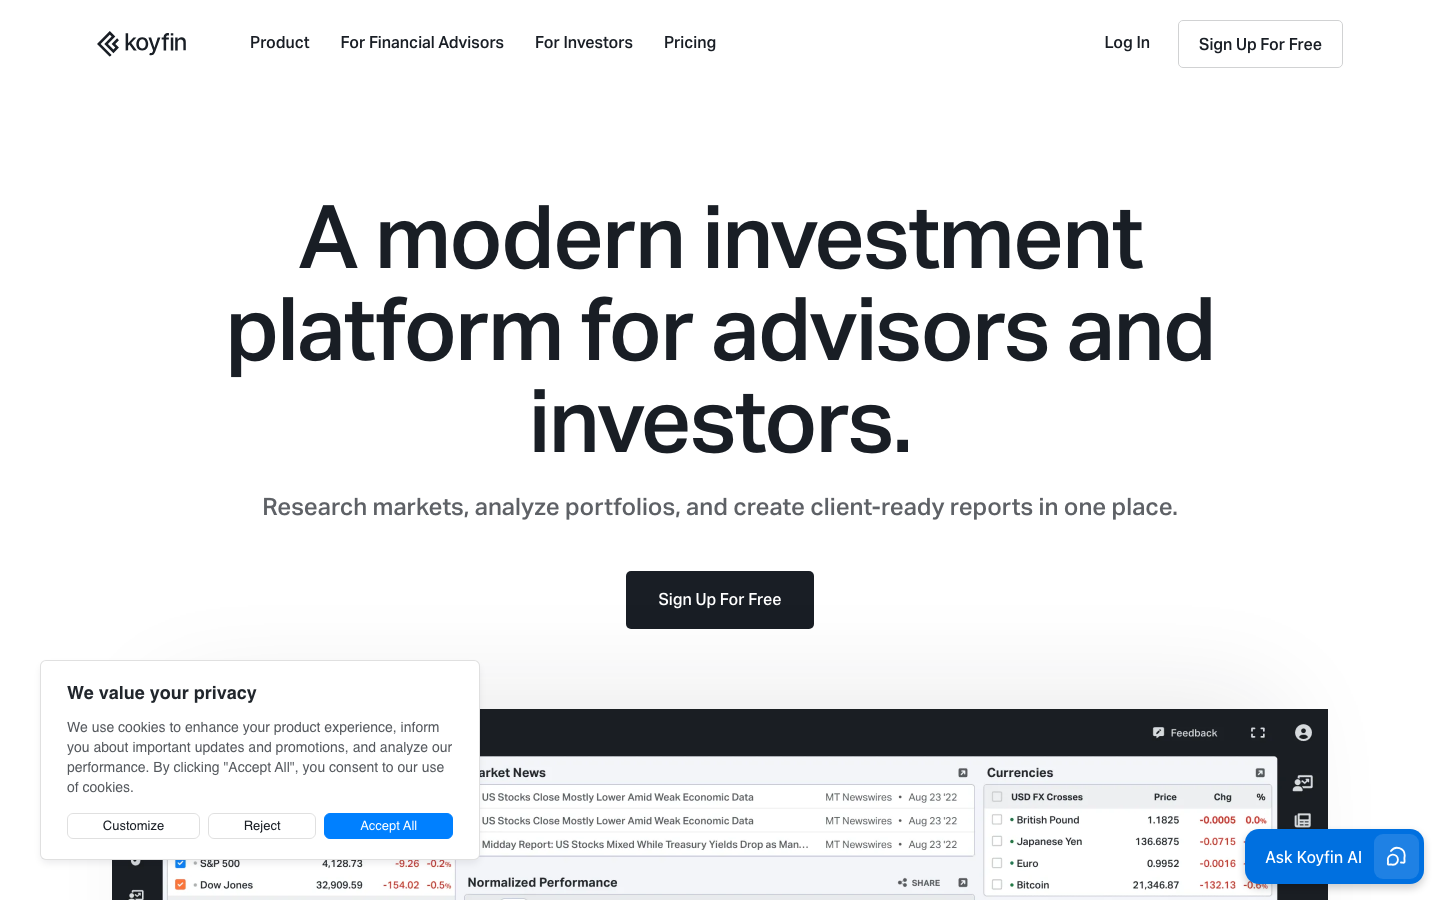 koyfin
Product
For Financial Advisors
For Investors
Pricing
Log In
Sign Up For Free
A modern investment
platform for advisors and
investors.
Research markets, analyze portfolios, and create client-ready reports in one place.
Sign Up For Free
We value your privacy
We use cookies to enhance your product experience, inform
you about important updates and promotions, and analyze our
performance. By clicking "Accept All", you consent to our use
of cookies.
Customize
Reject
Accept All
Feedback
arket News
US Stocks Close Mostly Lower Amid Weak Economic Data MT Newswires • Aug 23 '22
US Stocks Close Mostly Lower Amid Weak Economic Data MT Newswires • Aug 23 '22
Midday Report: US Stocks Mixed While Treasury Yields Drop as Man... MT Newswires • Aug 23 '22
Normalized Performance
SHARE
Currencies
USD FX Crosses Price Chg %
British Pound 1.1825 -0.0005 0.0%
Japanese Yen 136.6875 -0.0715
Euro 0.9952 -0.0016
Bitcoin 21,346.87 -132.13 -0.6%
S&P 500 4,128.73 -9.26 -0.2%
Dow Jones 32,909.59 -154.02 -0.5%
Ask Koyfin AI